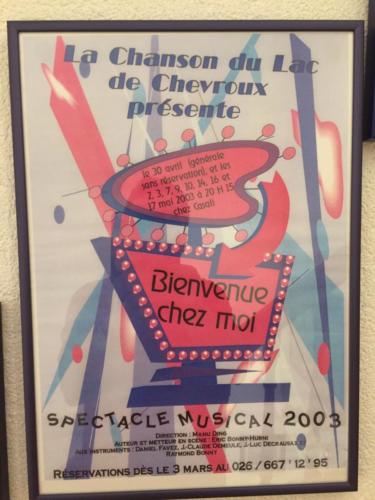 La Chanson du Lac
de Chevroux
présente
le 30 avril (générale
sans réservation), et les
2, 3, 7, 9, 10, 14, 16 et
17 mai 2003 à 20 H 15
chez Casali
Bienvenue
chez moi
SPECTACLE MUSICAL 2003
DIRECTION : MANU DING
AUTEUR ET METTEUR EN SCÈNE : ERIC BONNY-HUBNI
AUX INSTRUMENTS : DANIEL FAVEZ, J-CLAUDE DEMEULE, J-LUC DECRAUSAZ ET
RAYMOND BONNY
RÉSERVATIONS DÈS LE 3 MARS AU 026 / 667 ' 12 ' 95